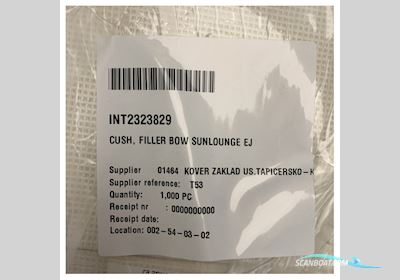 INT2323829
CUSH, FILLER BOW SUNLOUNGE EJ
Supplier 01464 KOVER ZAKLAD US.TAPICERSKO-K
Supplier reference: T53
Quantity: 1,000 PC
Receipt nr : 0000000000
Receipt date:
Location: 002-54-03-02
SCANBOAT.COM